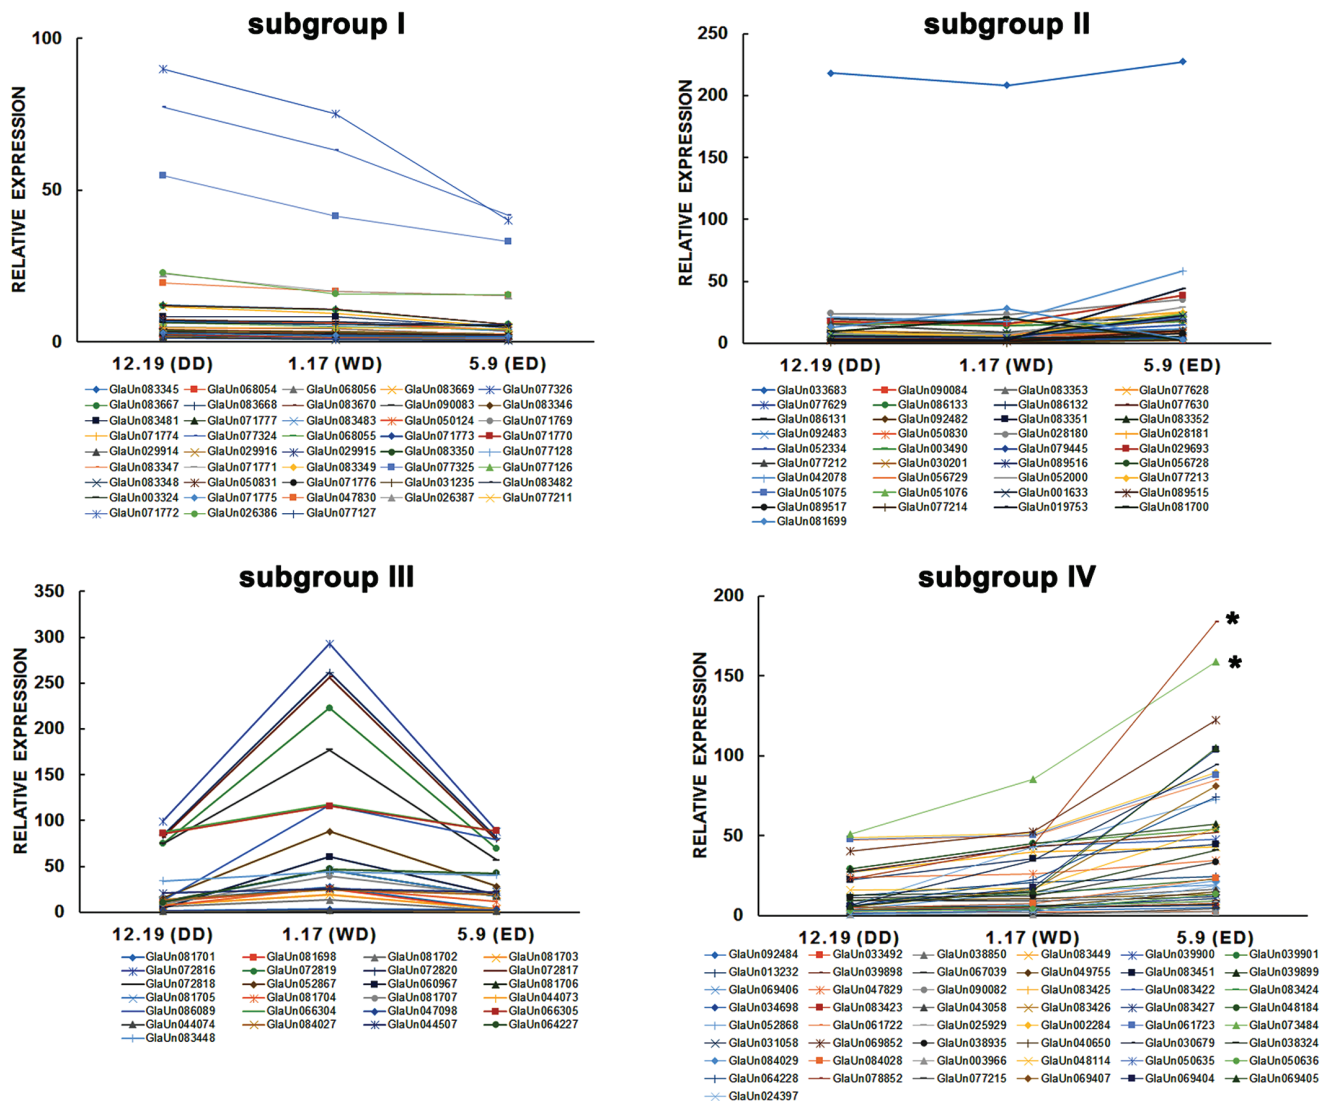 subgroup I
100
50
0
RELATIVE EXPRESSION
12.19 (DD) 1.17 (WD) 5.9 (ED)
GlaUn083345 GlaUn068054 GlaUn068056 GlaUn083669 GlaUn077326
GlaUn083667 GlaUn083668 GlaUn083670 GlaUn090083 GlaUn083346
GlaUn083481 GlaUn071777 GlaUn083483 GlaUn050124 GlaUn071769
GlaUn071774 GlaUn077324 GlaUn068055 GlaUn071773 GlaUn071770
GlaUn029914 GlaUn029916 GlaUn029915 GlaUn083350 GlaUn077128
GlaUn083347 GlaUn071771 GlaUn083349 GlaUn077325 GlaUn077126
GlaUn083348 GlaUn050831 GlaUn071776 GlaUn031235 GlaUn083482
GlaUn003324 GlaUn071775 GlaUn047830 GlaUn026387 GlaUn077211
GlaUn071772 GlaUn026386 GlaUn077127
subgroup II
250
200
150
100
50
0
RELATIVE EXPRESSION
12.19 (DD) 1.17 (WD) 5.9 (ED)
GlaUn033683 GlaUn090084 GlaUn083353 GlaUn077628
GlaUn077629 GlaUn086133 GlaUn086132 GlaUn077630
GlaUn086131 GlaUn092482 GlaUn083351 GlaUn083352
GlaUn092483 GlaUn050830 GlaUn028180 GlaUn028181
GlaUn052334 GlaUn003490 GlaUn079445 GlaUn029693
GlaUn077212 GlaUn030201 GlaUn089516 GlaUn056728
GlaUn042078 GlaUn056729 GlaUn052000 GlaUn077213
GlaUn051075 GlaUn051076 GlaUn001633 GlaUn089515
GlaUn089517 GlaUn077214 GlaUn019753 GlaUn081700
GlaUn081699
subgroup III
350
300
250
200
150
100
50
0
RELATIVE EXPRESSION
12.19 (DD) 1.17 (WD) 5.9 (ED)
GlaUn081701 GlaUn081698 GlaUn081702 GlaUn081703
GlaUn072816 GlaUn072819 GlaUn072820 GlaUn072817
GlaUn072818 GlaUn052867 GlaUn060967 GlaUn081706
GlaUn081705 GlaUn081704 GlaUn081707 GlaUn044073
GlaUn086089 GlaUn066304 GlaUn047098 GlaUn066305
GlaUn044074 GlaUn084027 GlaUn044507 GlaUn064227
GlaUn083448
subgroup IV
200
150
100
50
0
RELATIVE EXPRESSION
*
*
12.19 (DD) 1.17 (WD) 5.9 (ED)
GlaUn092484 GlaUn033492 GlaUn038850 GlaUn083449 GlaUn039900 GlaUn039901
GlaUn013232 GlaUn039898 GlaUn067039 GlaUn049755 GlaUn083451 GlaUn039899
GlaUn069406 GlaUn047829 GlaUn090082 GlaUn083425 GlaUn083422 GlaUn083424
GlaUn034698 GlaUn083423 GlaUn043058 GlaUn083426 GlaUn083427 GlaUn048184
GlaUn052868 GlaUn061722 GlaUn025929 GlaUn002284 GlaUn061723 GlaUn073484
GlaUn031058 GlaUn069852 GlaUn038935 GlaUn040650 GlaUn030679 GlaUn038324
GlaUn084029 GlaUn084028 GlaUn003966 GlaUn048114 GlaUn050635 GlaUn050636
GlaUn064228 GlaUn078852 GlaUn077215 GlaUn069407 GlaUn069404 GlaUn069405
GlaUn024397